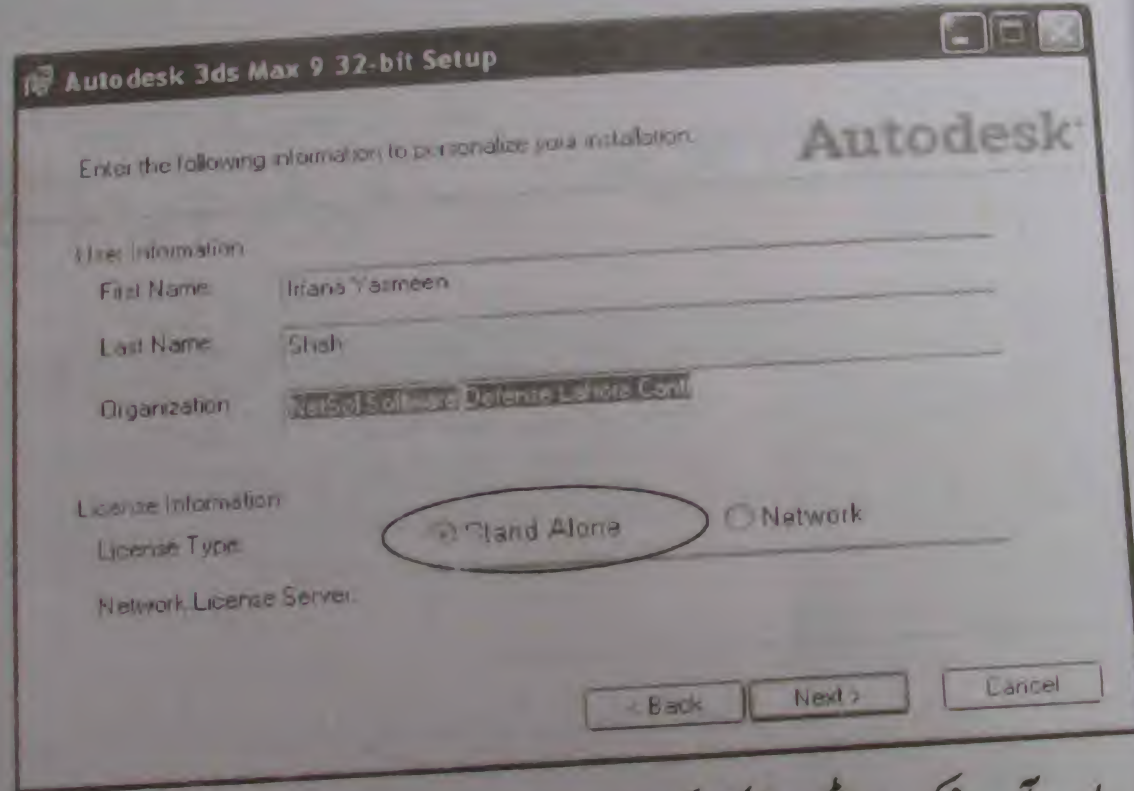 Autodesk 3ds Max 9 32-bit Setup
Enter the following information to personalize your installation.
Autodesk
User Information
First Name: Irfana Yasmeen
Last Name: Shah
Organization NetSol Software Defense Lahore Cant
License Information
License Type: Stand Alone Network
Network License Server:
< Back Next > Cancel